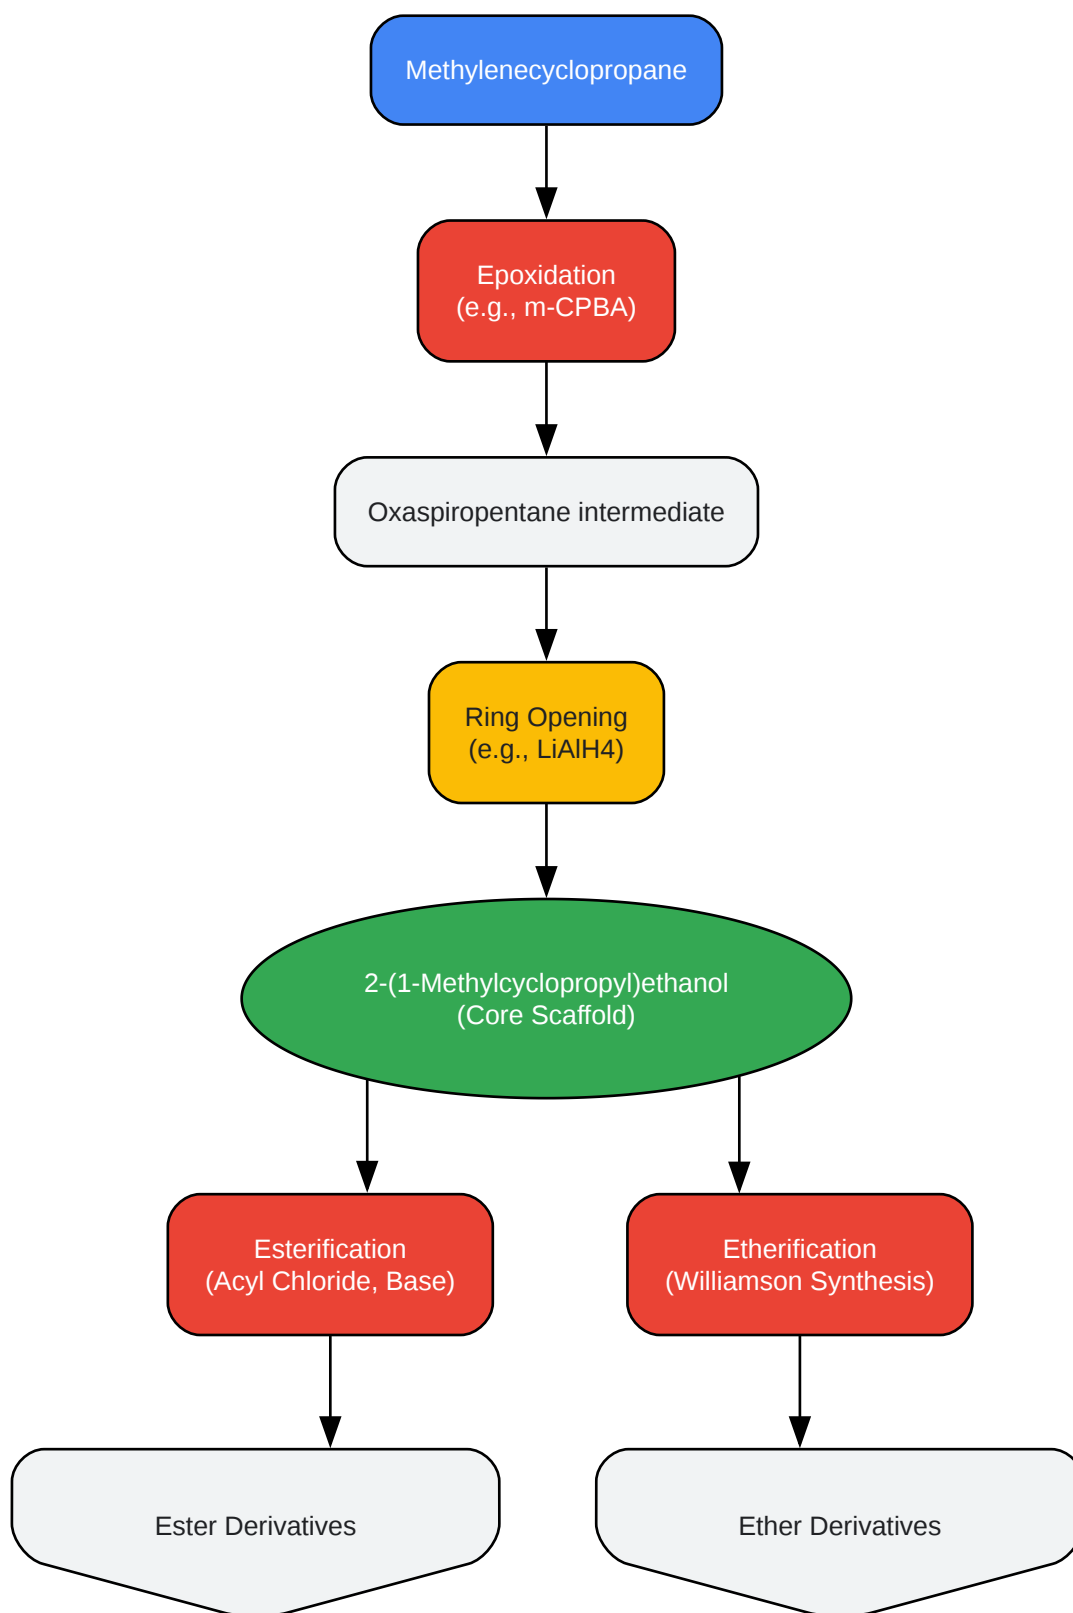 Methylenecyclopropane
Epoxidation
(e.g., m-CPBA)
Oxaspiropentane intermediate
Ring Opening
(e.g., LiAlH4)
2-(1-Methylcyclopropyl)ethanol
(Core Scaffold)
Esterification
(Acyl Chloride, Base)
Etherification
(Williamson Synthesis)
Ester Derivatives
Ether Derivatives